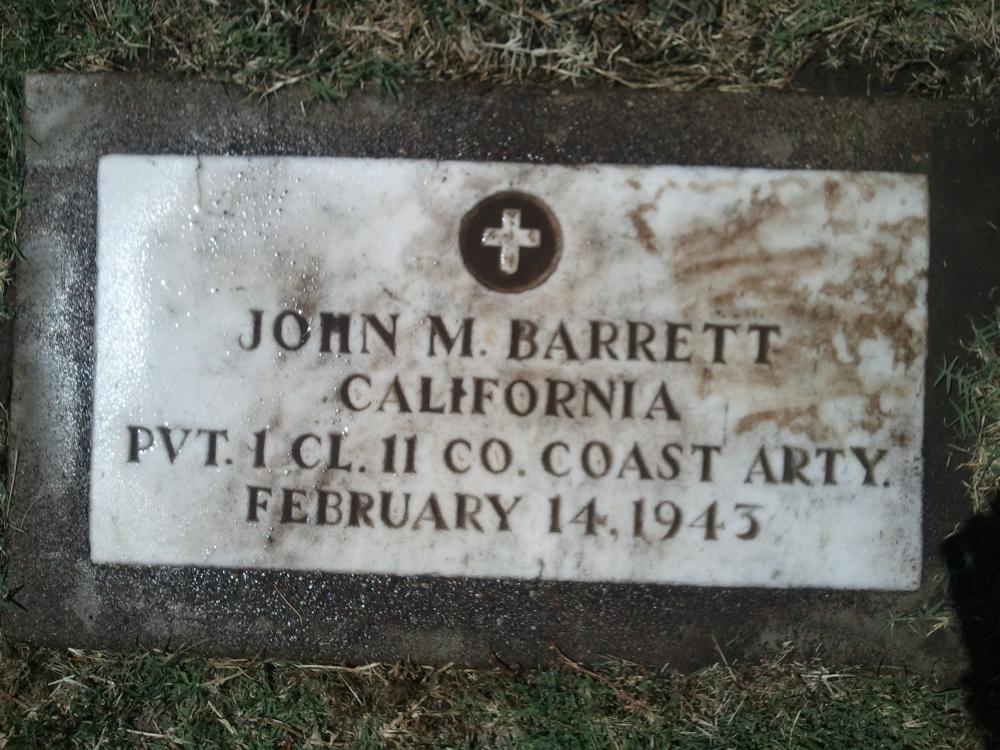 JOHN M. BARRETT
CALIFORNIA
PVT. 1 CL. 11 CO. COAST ARTY.
FEBRUARY 14, 1943